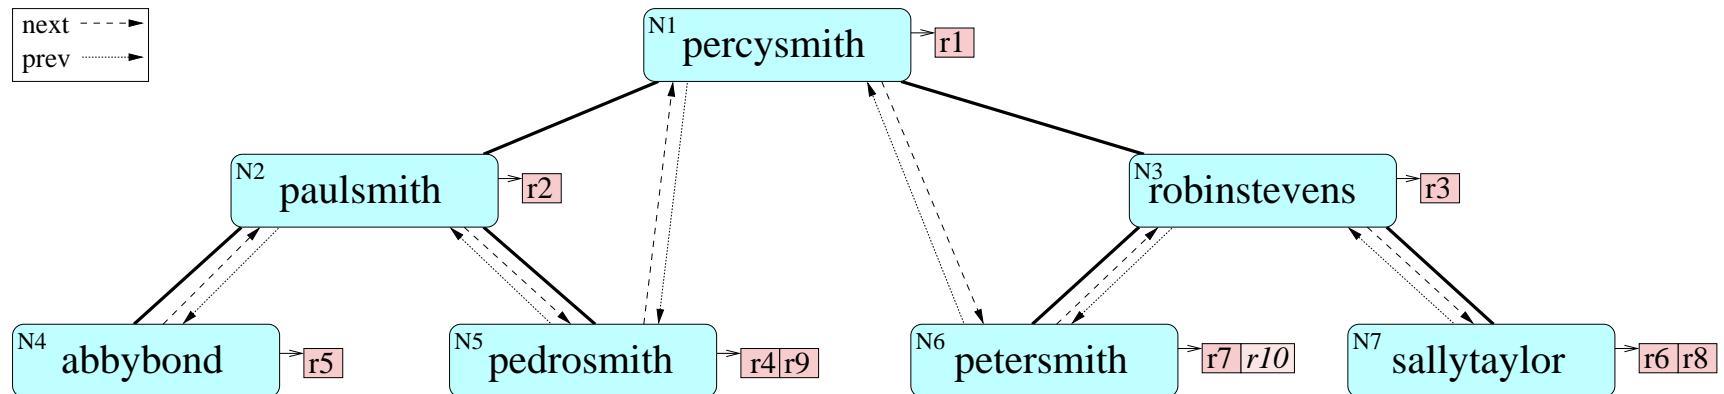 next
prev
N1 percysmith r1
N2 paulsmith r2
N3 robinstevens r3
N4 abbybond r5
N5 pedrosmith r4 r9
N6 petersmith r7 r10
N7 sallytaylor r6 r8